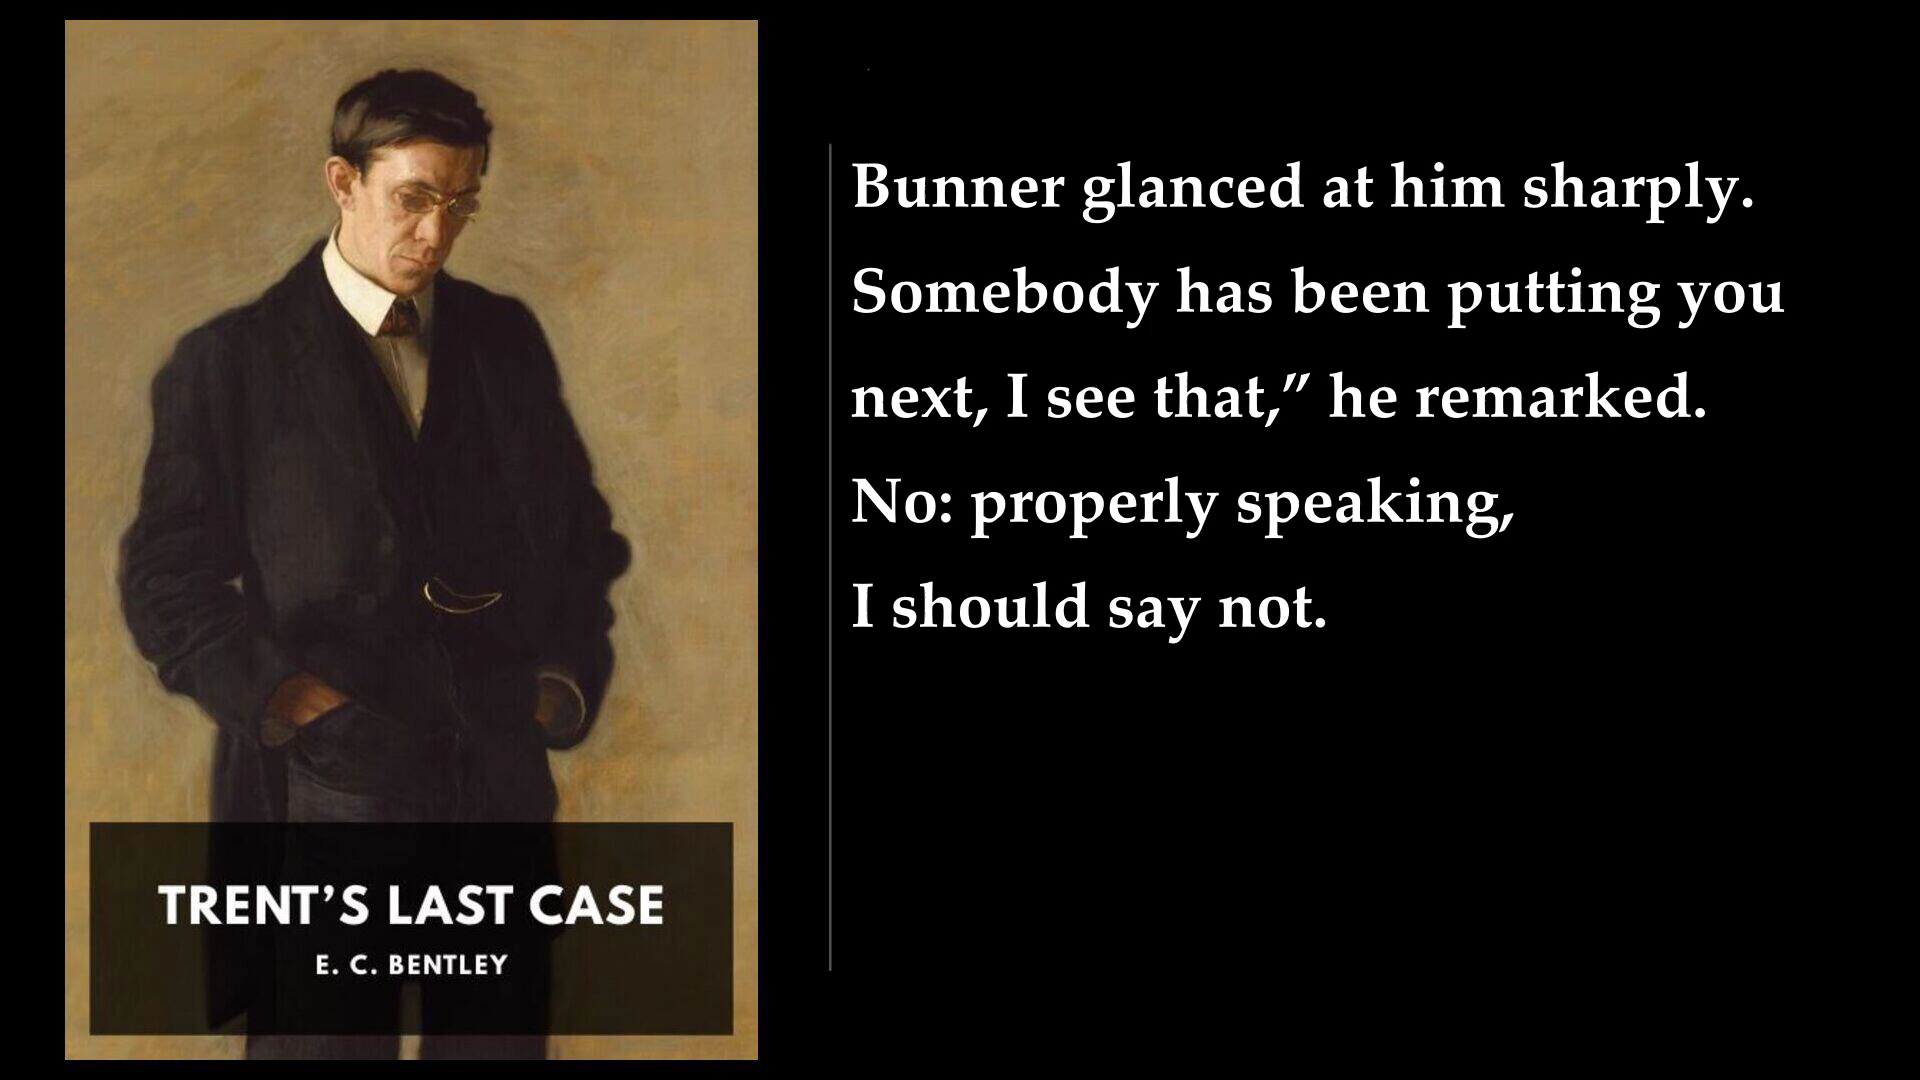 Bunner glanced at him sharply.
Somebody has been putting you
next, I see that,” he remarked.
No: properly speaking,
I should say not.
TRENT’S LAST CASE
E. C. BENTLEY